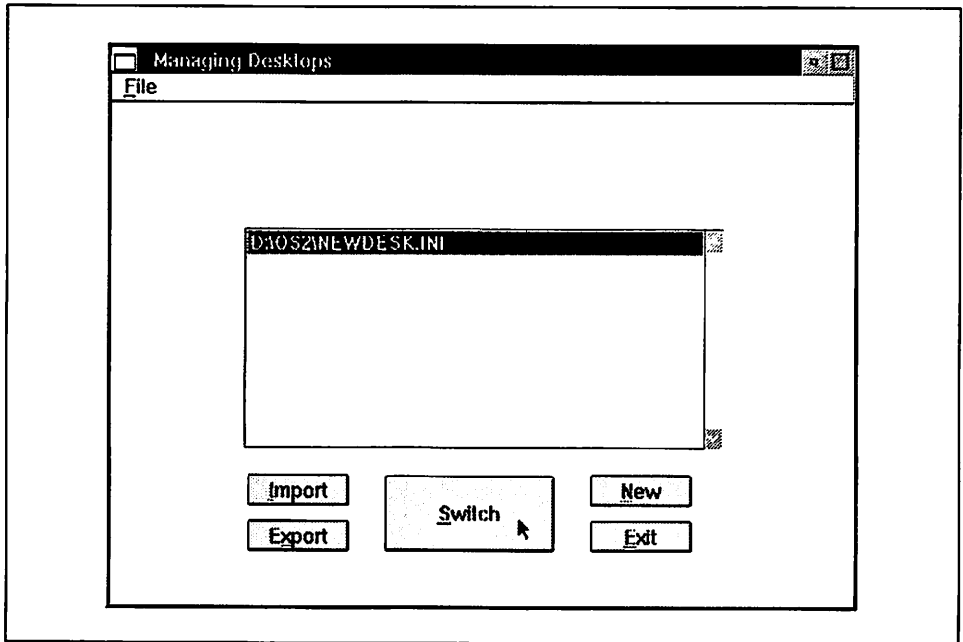 Managing Desktops
File
D:\OS2\NEWDESK.INI
Import
Switch
New
Export
Exit